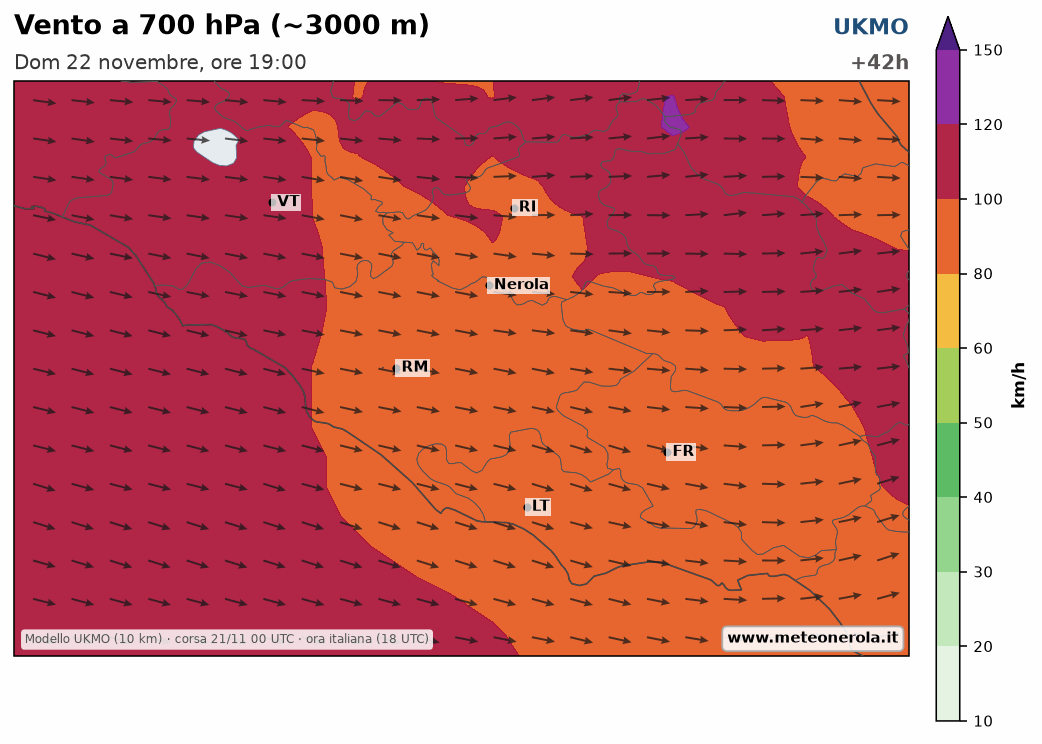 Vento a 700 hPa (~3000 m)
UKMO
Dom 22 novembre, ore 19:00
+42h
VT
RI
Nerola
RM
FR
LT
Modello UKMO (10 km) · corsa 21/11 00 UTC · ora italiana (18 UTC)
www.meteonerola.it
150
120
100
80
60
50
40
30
20
10
km/h